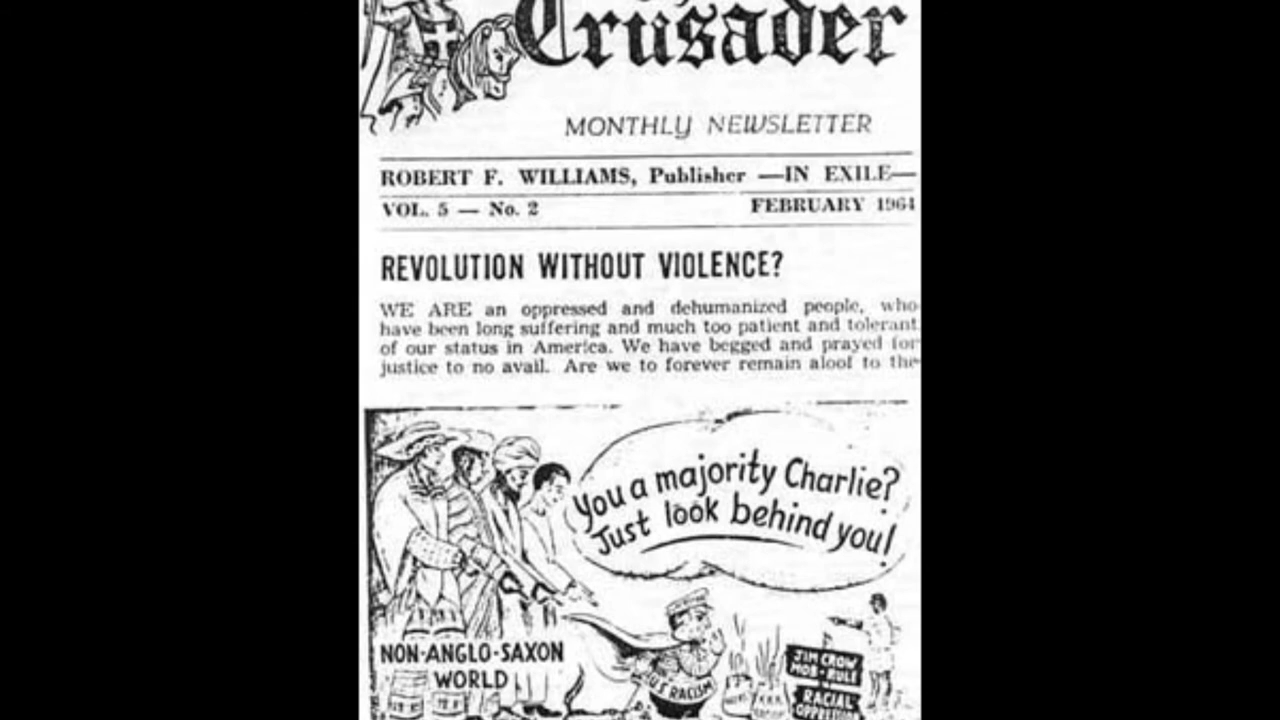 Crusader
MONTHLY NEWSLETTER
ROBERT F. WILLIAMS, Publisher —IN EXILE—
VOL. 5 — No. 2 FEBRUARY 1964
REVOLUTION WITHOUT VIOLENCE?
WE ARE an oppressed and dehumanized people, who
have been long suffering and much too patient and tolerant
of our status in America. We have begged and prayed for
justice to no avail. Are we to forever remain aloof to the
You a majority Charlie?
Just look behind you!
NON-ANGLO-SAXON
WORLD
U.S. RACISM
JIM CROW
MOB-RULE
RACIAL
OPPRESSION